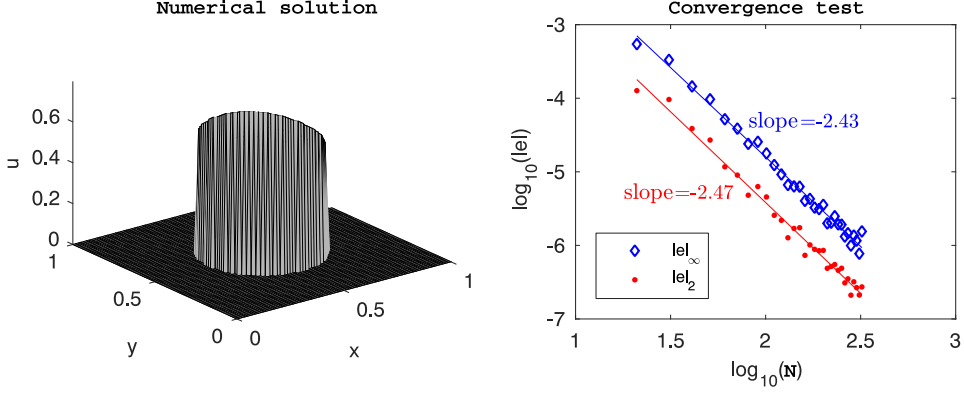 Numerical solution
u
0.6
0.4
0.2
0
1
0.5
0
y
0
0.5
1
x
Convergence test
log10(|e|)
-3
-4
-5
-6
-7
slope=-2.43
slope=-2.47
|e|∞
|e|2
1
1.5
2
2.5
3
log10(N)